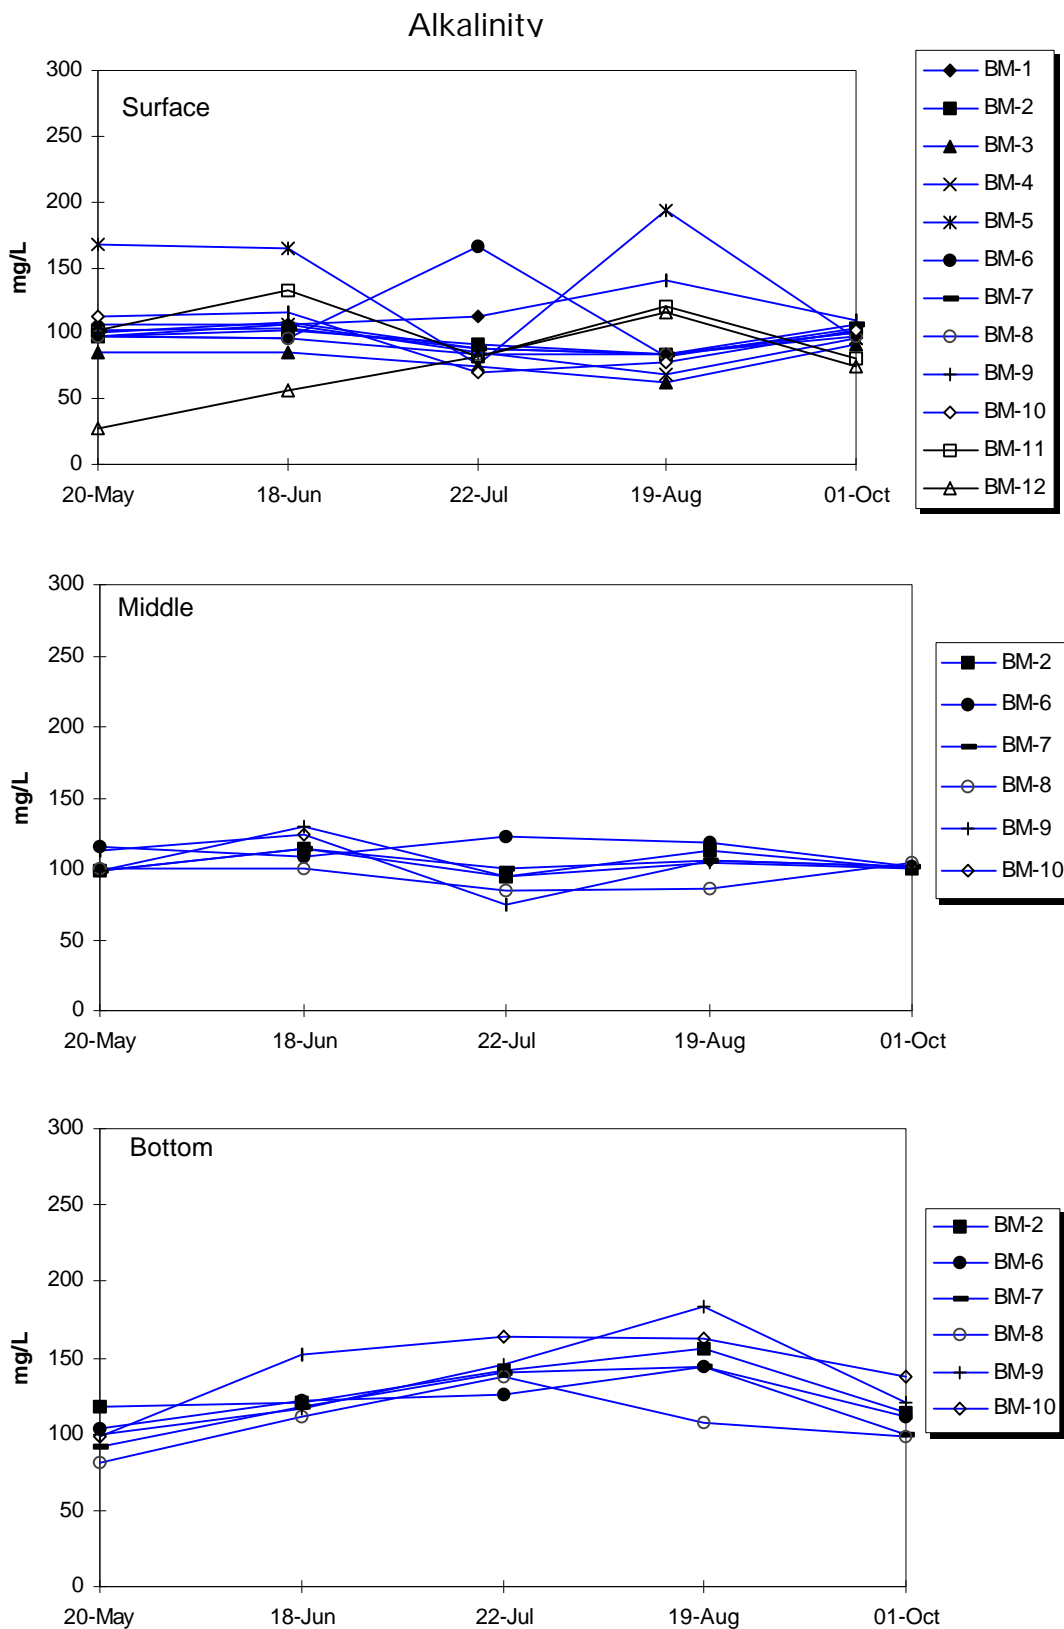 Alkalinity
Surface
mg/L
300
250
200
150
100
50
0
20-May 18-Jun 22-Jul 19-Aug 01-Oct
BM-1
BM-2
BM-3
BM-4
BM-5
BM-6
BM-7
BM-8
BM-9
BM-10
BM-11
BM-12
Middle
mg/L
300
250
200
150
100
50
0
20-May 18-Jun 22-Jul 19-Aug 01-Oct
BM-2
BM-6
BM-7
BM-8
BM-9
BM-10
Bottom
mg/L
300
250
200
150
100
50
0
20-May 18-Jun 22-Jul 19-Aug 01-Oct
BM-2
BM-6
BM-7
BM-8
BM-9
BM-10